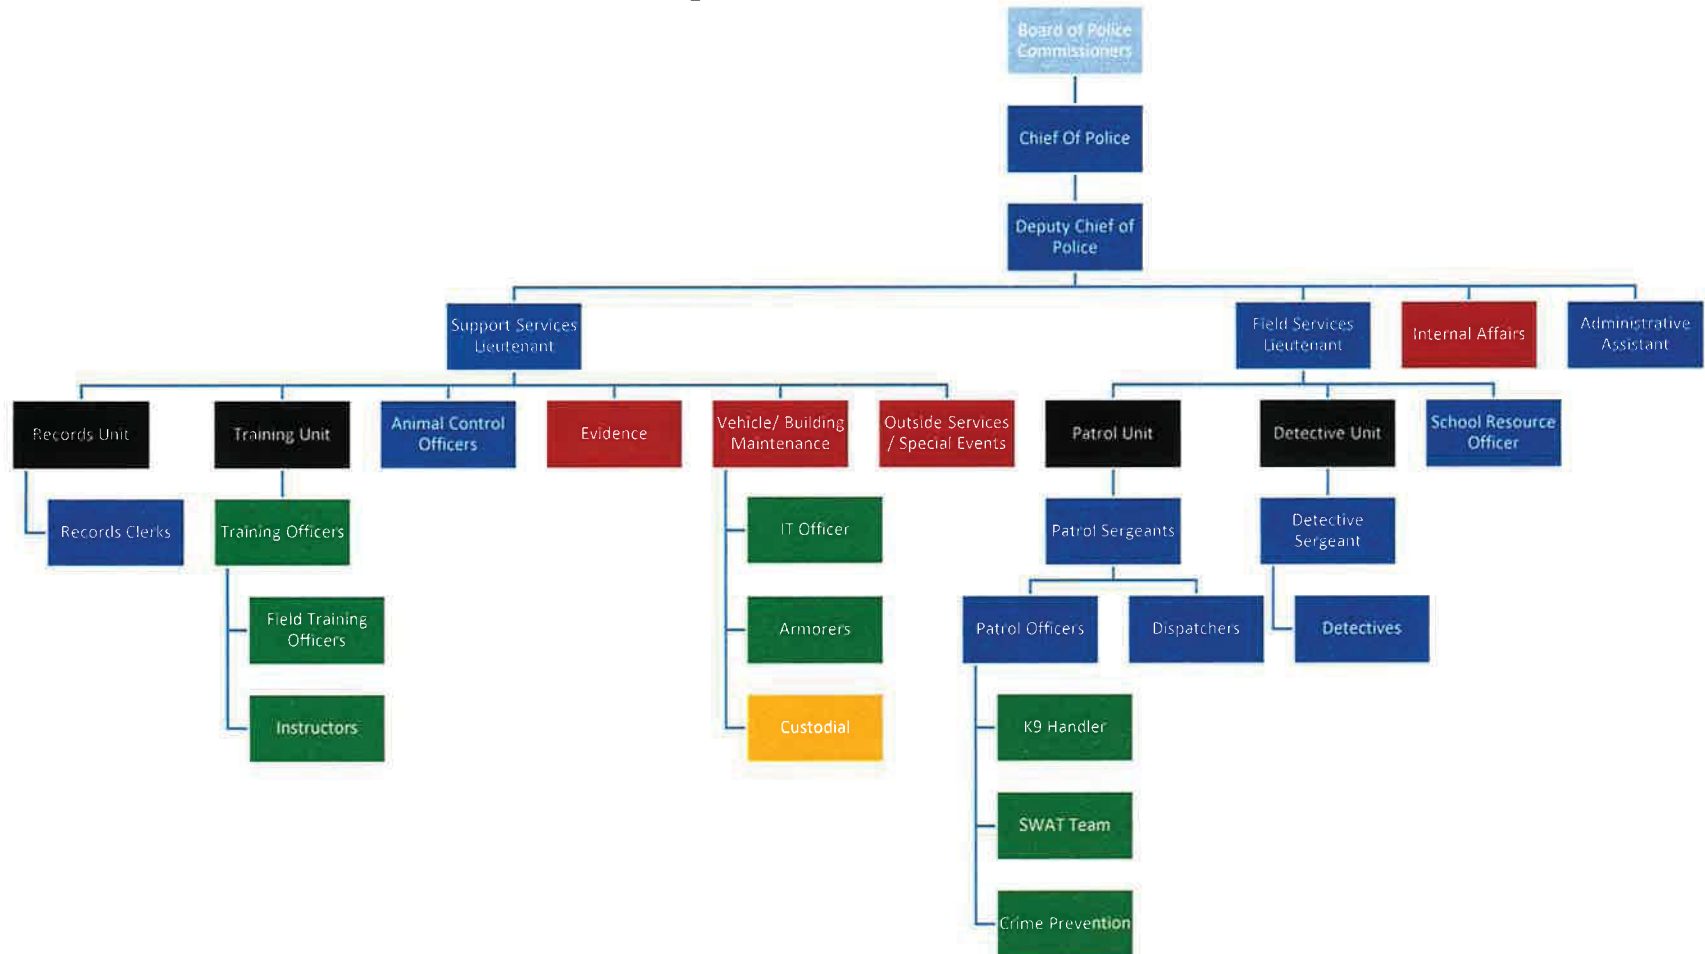 Board of Police
Commissioners
Chief Of Police
Deputy Chief of
Police
Support Services
Lieutenant
Field Services
Lieutenant
Internal Affairs
Administrative
Assistant
Records Unit
Training Unit
Animal Control
Officers
Evidence
Vehicle/ Building
Maintenance
Outside Services
/ Special Events
Patrol Unit
Detective Unit
School Resource
Officer
Records Clerks
Training Officers
IT Officer
Patrol Sergeants
Detective
Sergeant
Field Training
Officers
Armorers
Patrol Officers
Dispatchers
Detectives
Instructors
Custodial
K9 Handler
SWAT Team
Crime Prevention